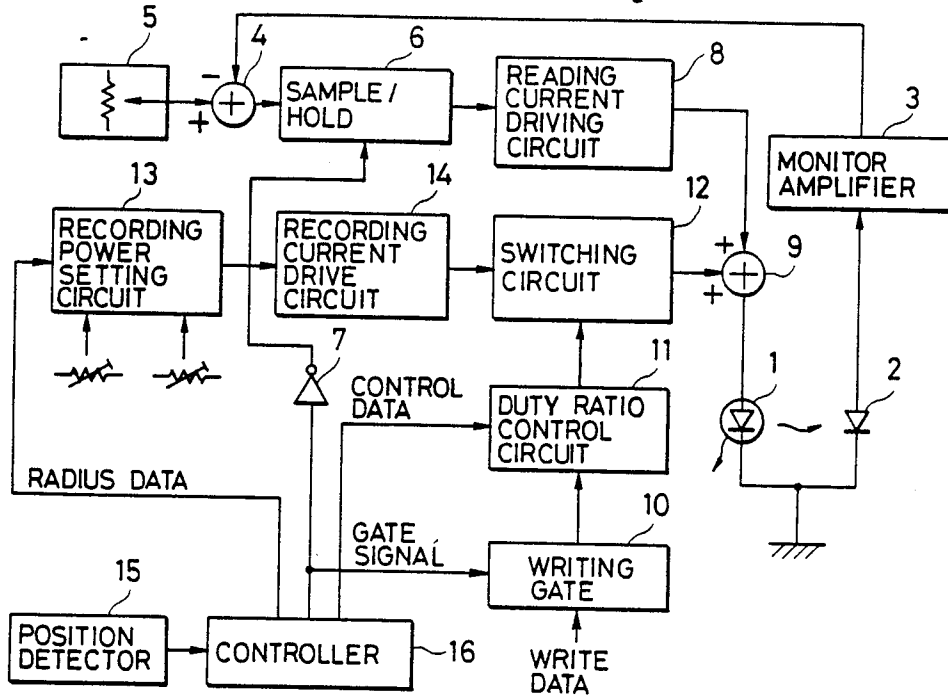 5
4
6
8
3
SAMPLE/
HOLD
READING
CURRENT
DRIVING
CIRCUIT
MONITOR
AMPLIFIER
-
+
13
14
12
RECORDING
POWER
SETTING
CIRCUIT
RECORDING
CURRENT
DRIVE
CIRCUIT
SWITCHING
CIRCUIT
+
+
+
+
9
7
11
1
2
CONTROL
DATA
DUTY RATIO
CONTROL
CIRCUIT
RADIUS DATA
GATE
SIGNAL
10
WRITING
GATE
15
POSITION
DETECTOR
CONTROLLER
16
WRITE
DATA